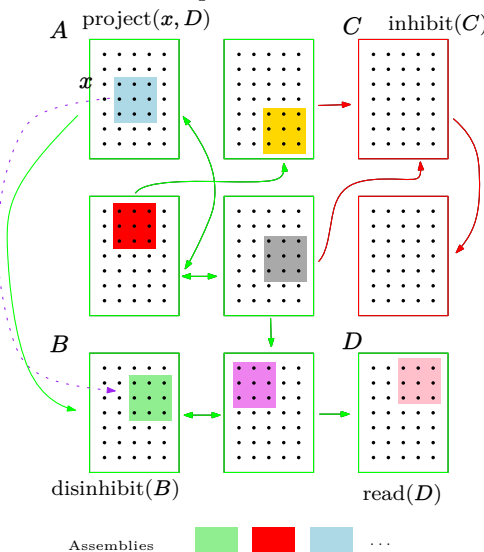 project(x, D)
A
C
inhibit(C)
x
B
D
disinhibit(B)
read(D)
Assemblies ...